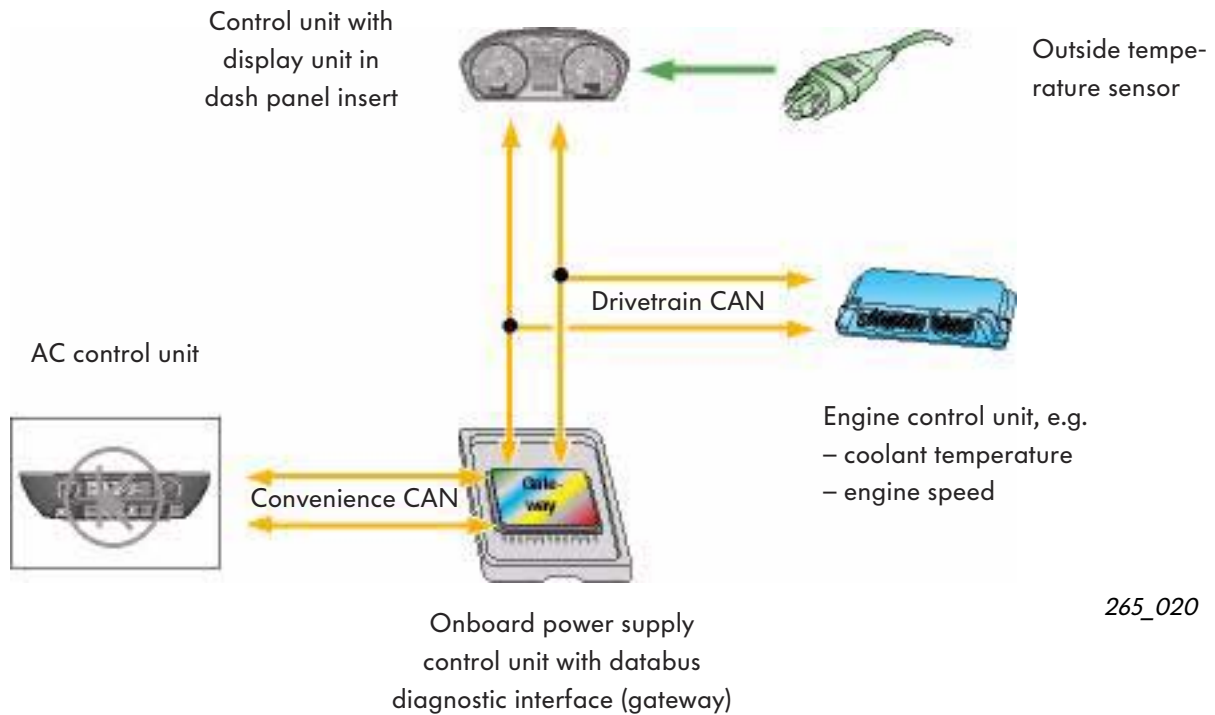 Control unit with
display unit in
dash panel insert
Outside tempe-
rature sensor
Drivetrain CAN
AC control unit
Engine control unit, e.g.
– coolant temperature
– engine speed
Convenience CAN
Gate-
way
265_020
Onboard power supply
control unit with databus
diagnostic interface (gateway)